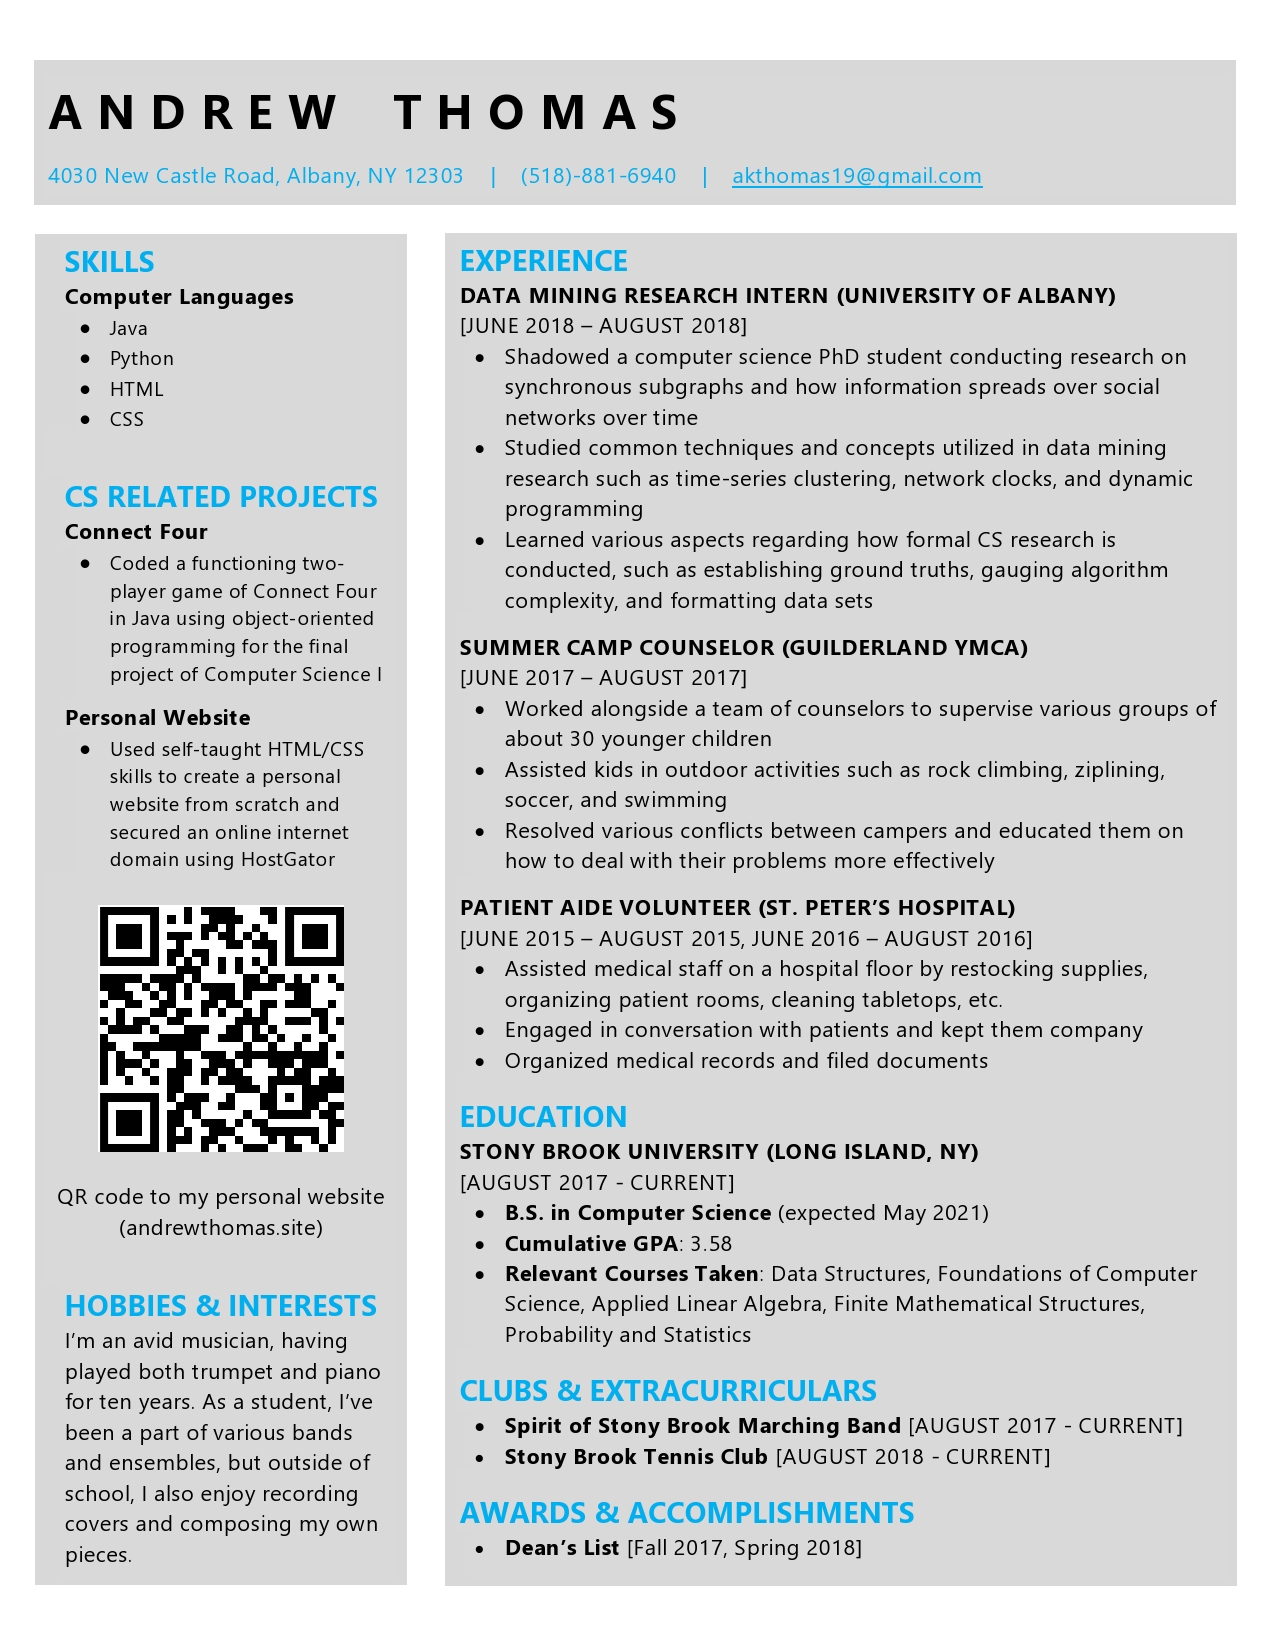 ANDREW THOMAS
4030 New Castle Road, Albany, NY 12303 | (518)-881-6940 | akthomas19@gmail.com
SKILLS
Computer Languages
● Java
● Python
● HTML
● CSS
CS RELATED PROJECTS
Connect Four
● Coded a functioning two-
player game of Connect Four
in Java using object-oriented
programming for the final
project of Computer Science I
Personal Website
● Used self-taught HTML/CSS
skills to create a personal
website from scratch and
secured an online internet
domain using HostGator
QR code to my personal website
(andrewthomas.site)
HOBBIES & INTERESTS
I’m an avid musician, having
played both trumpet and piano
for ten years. As a student, I’ve
been a part of various bands
and ensembles, but outside of
school, I also enjoy recording
covers and composing my own
pieces.
EXPERIENCE
DATA MINING RESEARCH INTERN (UNIVERSITY OF ALBANY)
[JUNE 2018 – AUGUST 2018]
● Shadowed a computer science PhD student conducting research on
synchronous subgraphs and how information spreads over social
networks over time
● Studied common techniques and concepts utilized in data mining
research such as time-series clustering, network clocks, and dynamic
programming
● Learned various aspects regarding how formal CS research is
conducted, such as establishing ground truths, gauging algorithm
complexity, and formatting data sets
SUMMER CAMP COUNSELOR (GUILDERLAND YMCA)
[JUNE 2017 – AUGUST 2017]
● Worked alongside a team of counselors to supervise various groups of
about 30 younger children
● Assisted kids in outdoor activities such as rock climbing, ziplining,
soccer, and swimming
● Resolved various conflicts between campers and educated them on
how to deal with their problems more effectively
PATIENT AIDE VOLUNTEER (ST. PETER’S HOSPITAL)
[JUNE 2015 – AUGUST 2015, JUNE 2016 – AUGUST 2016]
● Assisted medical staff on a hospital floor by restocking supplies,
organizing patient rooms, cleaning tabletops, etc.
● Engaged in conversation with patients and kept them company
● Organized medical records and filed documents
EDUCATION
STONY BROOK UNIVERSITY (LONG ISLAND, NY)
[AUGUST 2017 - CURRENT]
● B.S. in Computer Science (expected May 2021)
● Cumulative GPA: 3.58
● Relevant Courses Taken: Data Structures, Foundations of Computer
Science, Applied Linear Algebra, Finite Mathematical Structures,
Probability and Statistics
CLUBS & EXTRACURRICULARS
● Spirit of Stony Brook Marching Band [AUGUST 2017 - CURRENT]
● Stony Brook Tennis Club [AUGUST 2018 - CURRENT]
AWARDS & ACCOMPLISHMENTS
● Dean’s List [Fall 2017, Spring 2018]